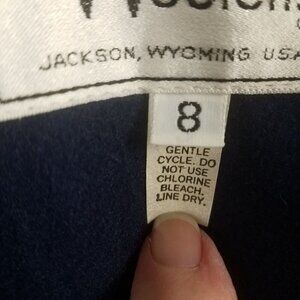 JACKSON, WYOMING USA
8
GENTLE
CYCLE. DO
NOT USE
CHLORINE
BLEACH.
LINE DRY.